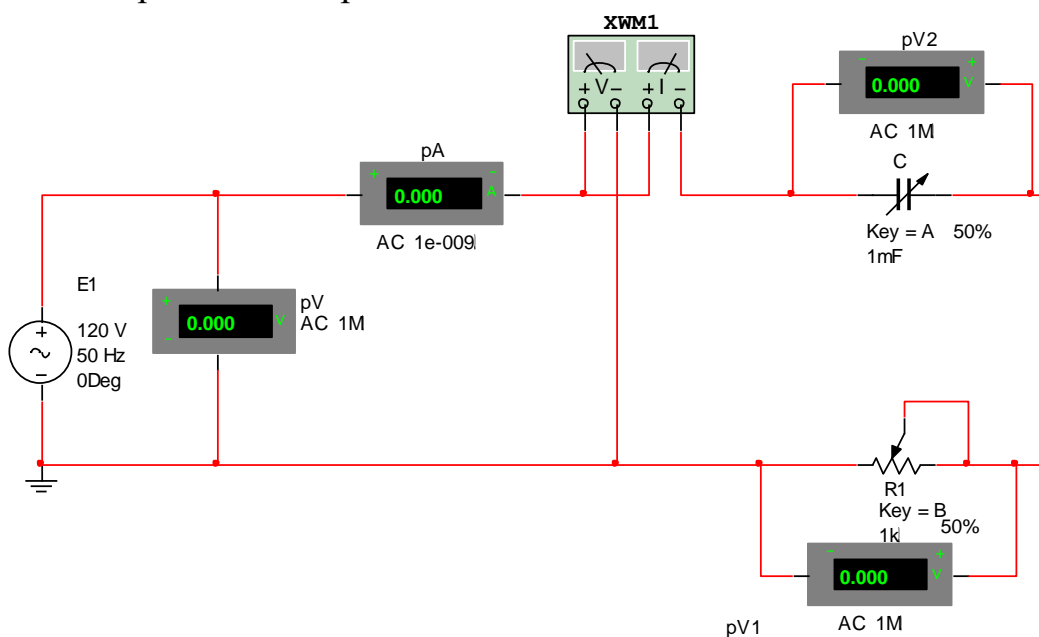 XWM1
V
I
pV2
0.000 V
AC 1M
C
Key = A 50%
1mF
pA
0.000 A
AC 1e-009
E1
120 V
50 Hz
0Deg
pV
0.000 V
AC 1M
R1
Key = B
50%
1k
0.000 V
pV1
AC 1M